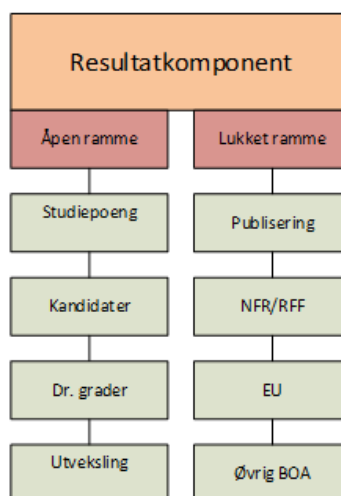 Resultatkomponent
Åpen ramme
Lukket ramme
Studiepoeng
Publisering
Kandidater
NFR/RFF
Dr. grader
EU
Utveksling
Øvrig BOA